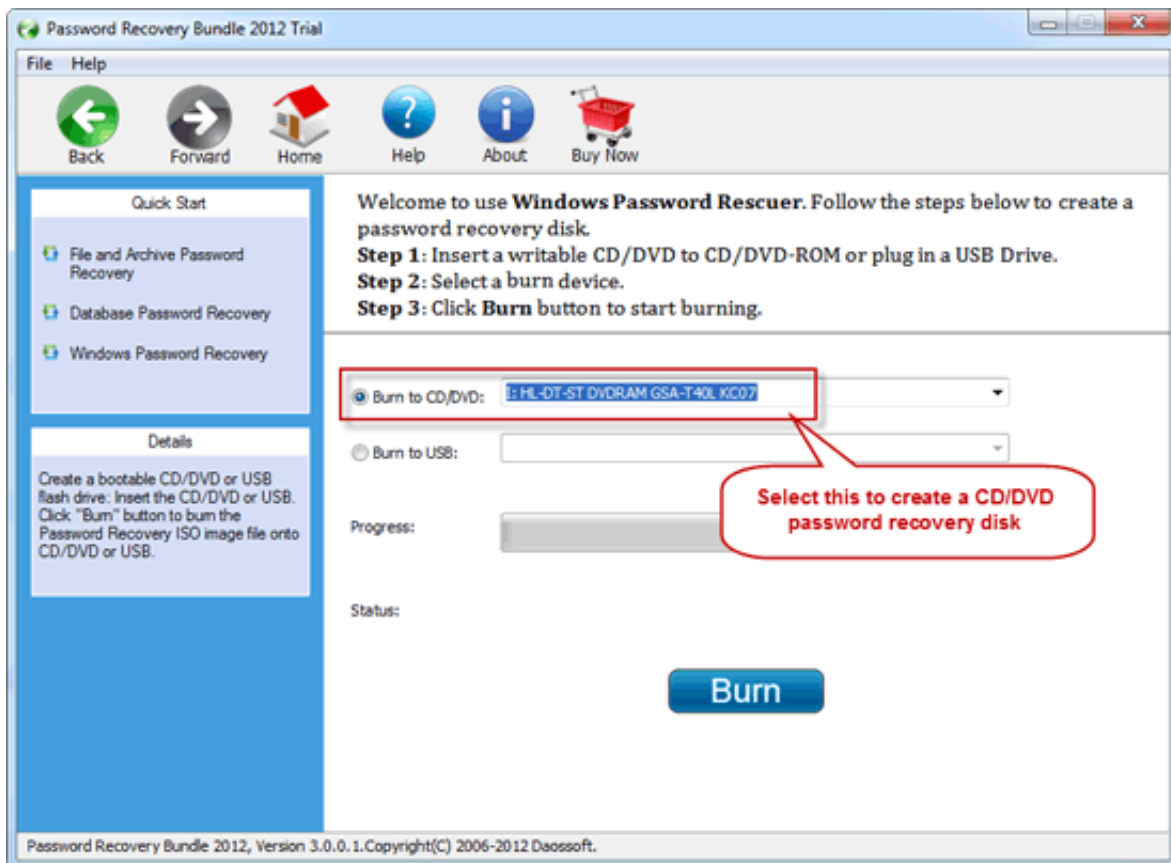 Password Recovery Bundle 2012 Trial
File Help
Back Forward Home Help About Buy Now
Quick Start
File and Archive Password
Recovery
Database Password Recovery
Windows Password Recovery
Details
Create a bootable CD/DVD or USB
flash drive: Insert the CD/DVD or USB.
Click "Burn" button to burn the
Password Recovery ISO image file onto
CD/DVD or USB.
Welcome to use Windows Password Rescuer. Follow the steps below to create a
password recovery disk.
Step 1: Insert a writable CD/DVD to CD/DVD-ROM or plug in a USB Drive.
Step 2: Select a burn device.
Step 3: Click Burn button to start burning.
Burn to CD/DVD: I: HL-DT-ST DVDRAM GSA-T40L KC07
Burn to USB:
Select this to create a CD/DVD
password recovery disk
Progress:
Status:
Burn
Password Recovery Bundle 2012, Version 3.0.0.1.Copyright(C) 2006-2012 Daossoft.